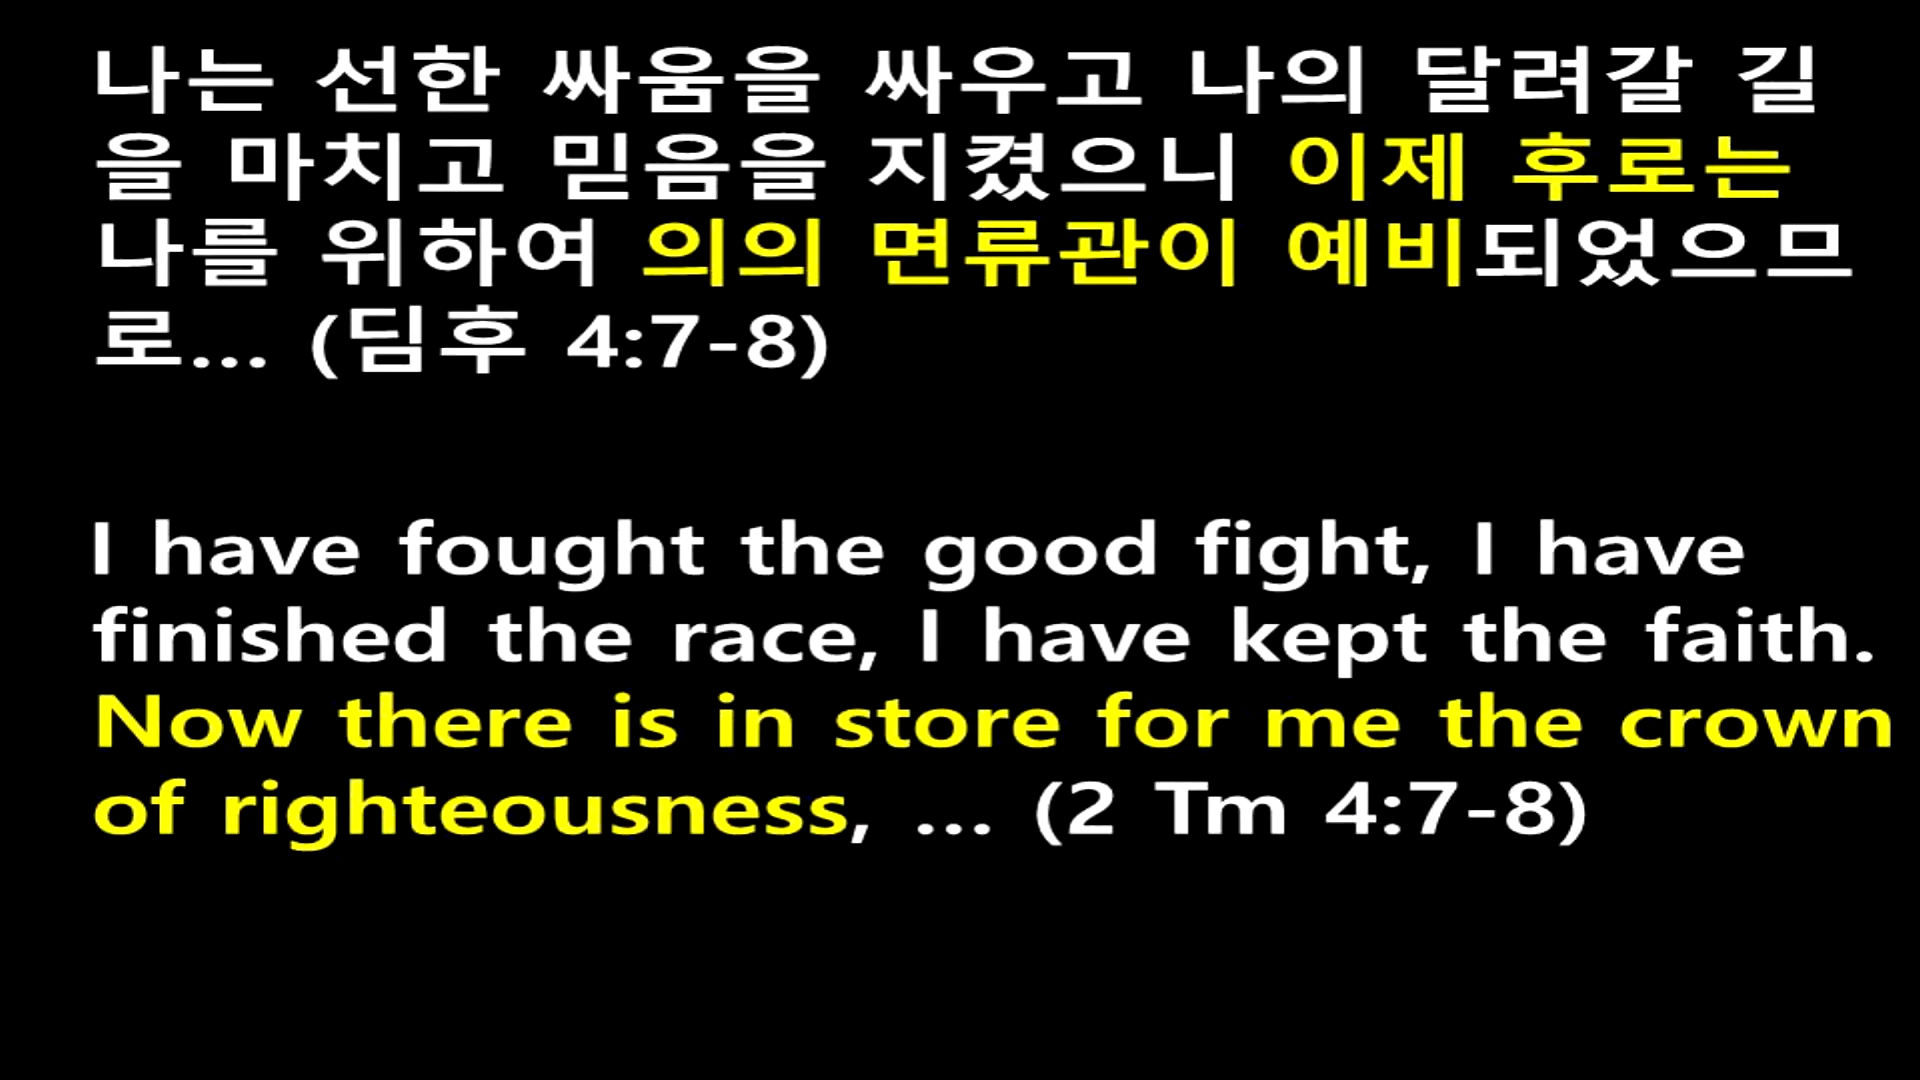 나는 선한 싸움을 싸우고 나의 달려갈 길
을 마치고 믿음을 지켰으니 이제 후로는
나를 위하여 의의 면류관이 예비되었으므
로... (딤후 4:7-8)
I have fought the good fight, I have
finished the race, I have kept the faith.
Now there is in store for me the crown
of righteousness, ... (2 Tm 4:7-8)